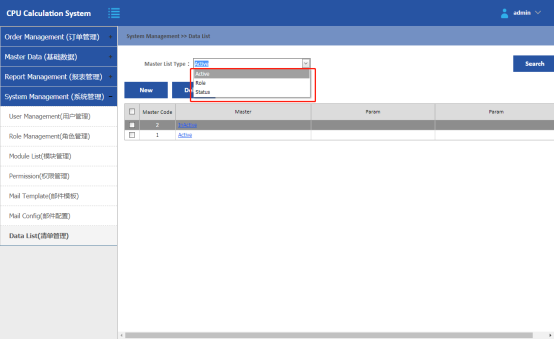 CPU Calculation System
admin
Order Management (订单管理)
Master Data (基础数据)
Report Management (报表管理)
System Management (系统管理)
User Management(用户管理)
Role Management(角色管理)
Module List(模块管理)
Permission(权限管理)
Mail Template(邮件模板)
Mail Config(邮件配置)
Data List(清单管理)
System Management >> Data List
Master List Type : Active
Search
Active
Role
Status
New
Master Code Master Param Param
2 InActive
1 Active